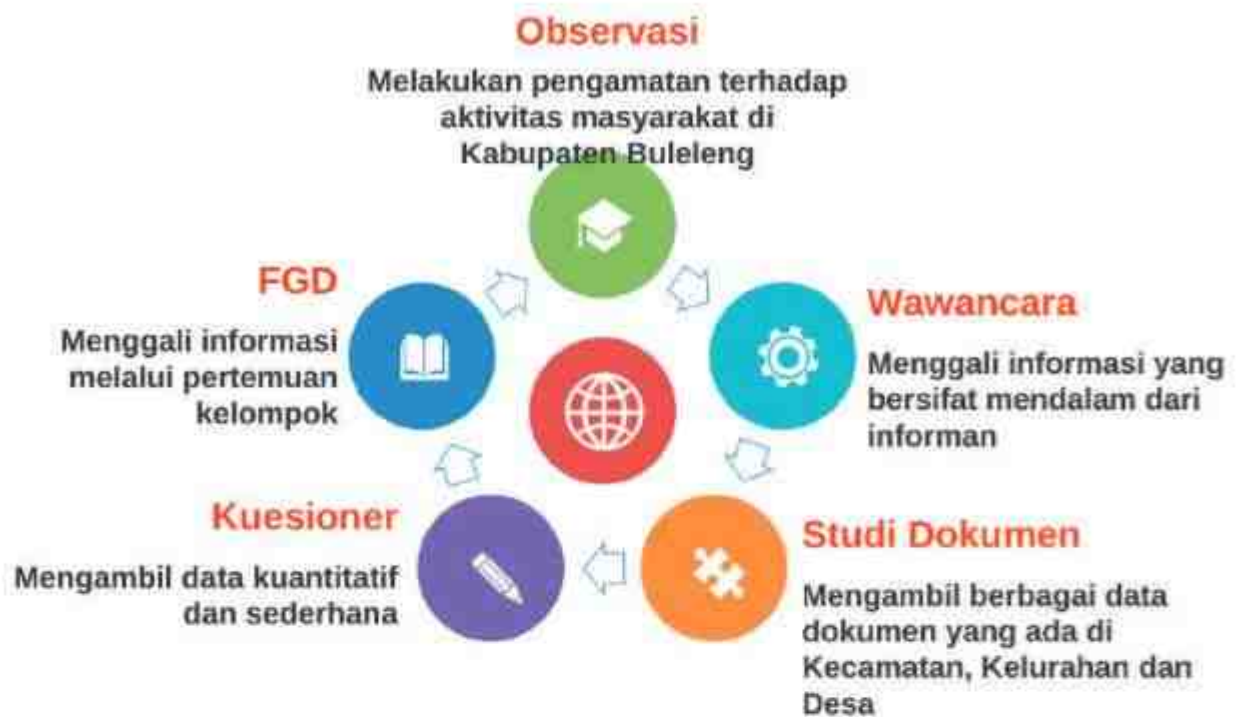 Observasi
Melakukan pengamatan terhadap
aktivitas masyarakat di
Kabupaten Buleleng
FGD
Menggali informasi
melalui pertemuan
kelompok
Wawancara
Menggali informasi yang
bersifat mendalam dari
informan
Kuesioner
Mengambil data kuantitatif
dan sederhana
Studi Dokumen
Mengambil berbagai data
dokumen yang ada di
Kecamatan, Kelurahan dan
Desa